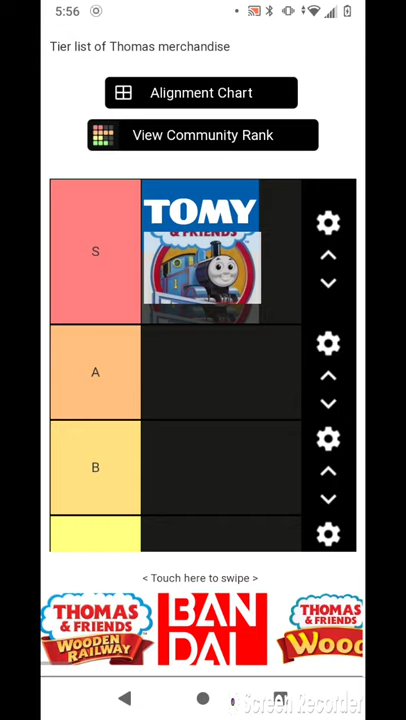 5:56
Tier list of Thomas merchandise
Alignment Chart
View Community Rank
S
TOMY
& FRIENDS
A
B
< Touch here to swipe >
THOMAS
& FRIENDS
WOODEN
RAILWAY
BAN
DAI
THOMAS
& FRIENDS
Wood
Screen Recorder